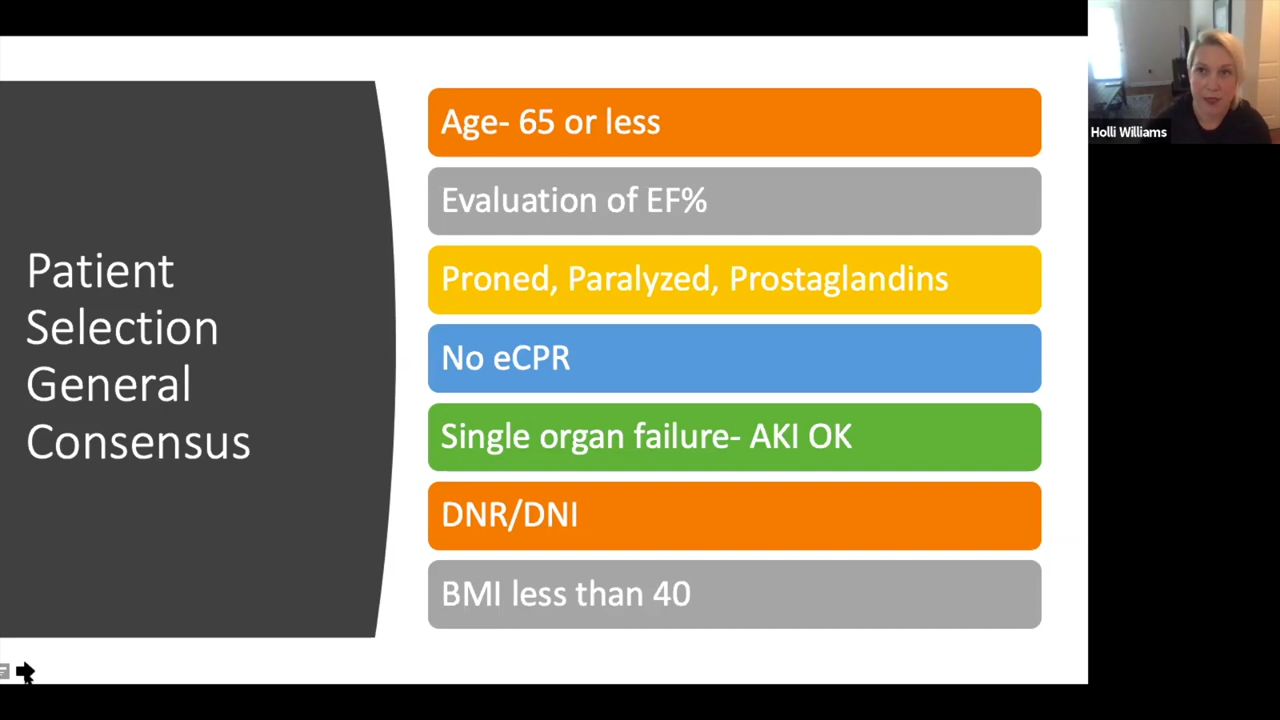 Patient
Selection
General
Consensus
Age- 65 or less
Evaluation of EF%
Proned, Paralyzed, Prostaglandins
No eCPR
Single organ failure- AKI OK
DNR/DNI
BMI less than 40
Holli Williams